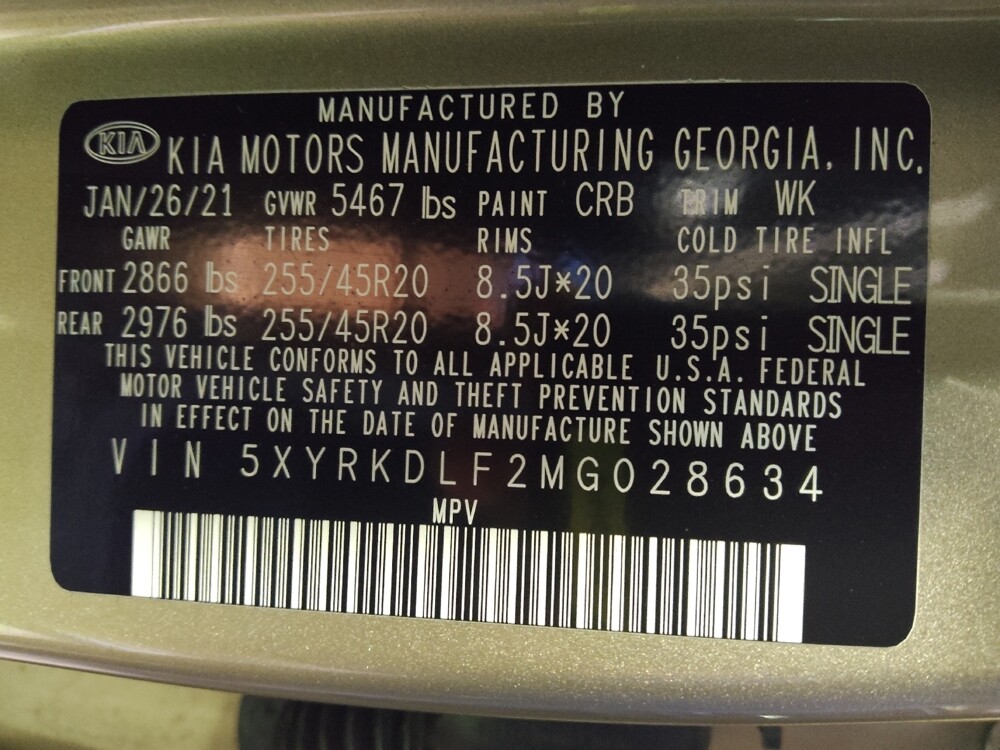 MANUFACTURED BY
KIA KIA MOTORS MANUFACTURING GEORGIA, INC.
JAN/26/21 GVWR 5467 lbs PAINT CRB TRIM WK
GAWR TIRES RIMS COLD TIRE INFL
FRONT 2866 lbs 255/45R20 8.5J*20 35psi SINGLE
REAR 2976 lbs 255/45R20 8.5J*20 35psi SINGLE
THIS VEHICLE CONFORMS TO ALL APPLICABLE U.S.A. FEDERAL
MOTOR VEHICLE SAFETY AND THEFT PREVENTION STANDARDS
IN EFFECT ON THE DATE OF MANUFACTURE SHOWN ABOVE
VIN 5XYRKDLF2MG028634
MPV